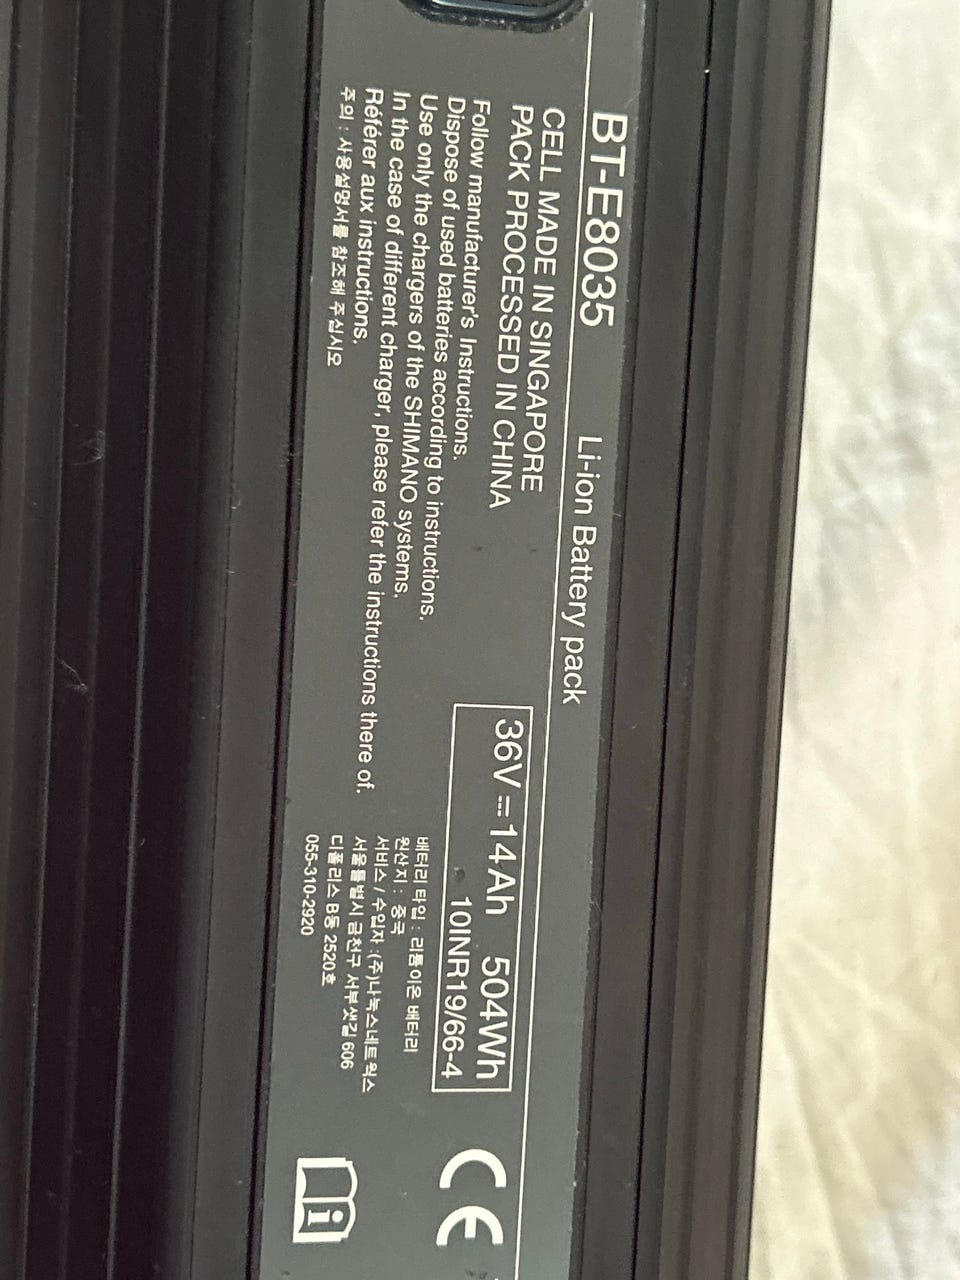 BT-E8035 Li-ion Battery pack
CELL MADE IN SINGAPORE
PACK PROCESSED IN CHINA
36V⎓14Ah 504Wh
10INR19/66-4
Follow manufacturer's Instructions.
Dispose of used batteries according to instructions.
Use only the chargers of the SHIMANO systems.
In the case of different charger, please refer the instructions there of.
Référer aux instructions.
주의 : 사용설명서를 참조해 주십시오
배터리 타입 : 리튬이온 배터리
원산지 : 중국
서비스 / 수입자 :(주)나눅스네트웍스
서울특별시 금천구 서부샛길 606
디폴리스 B동 2520호
055-310-2920
CE
i